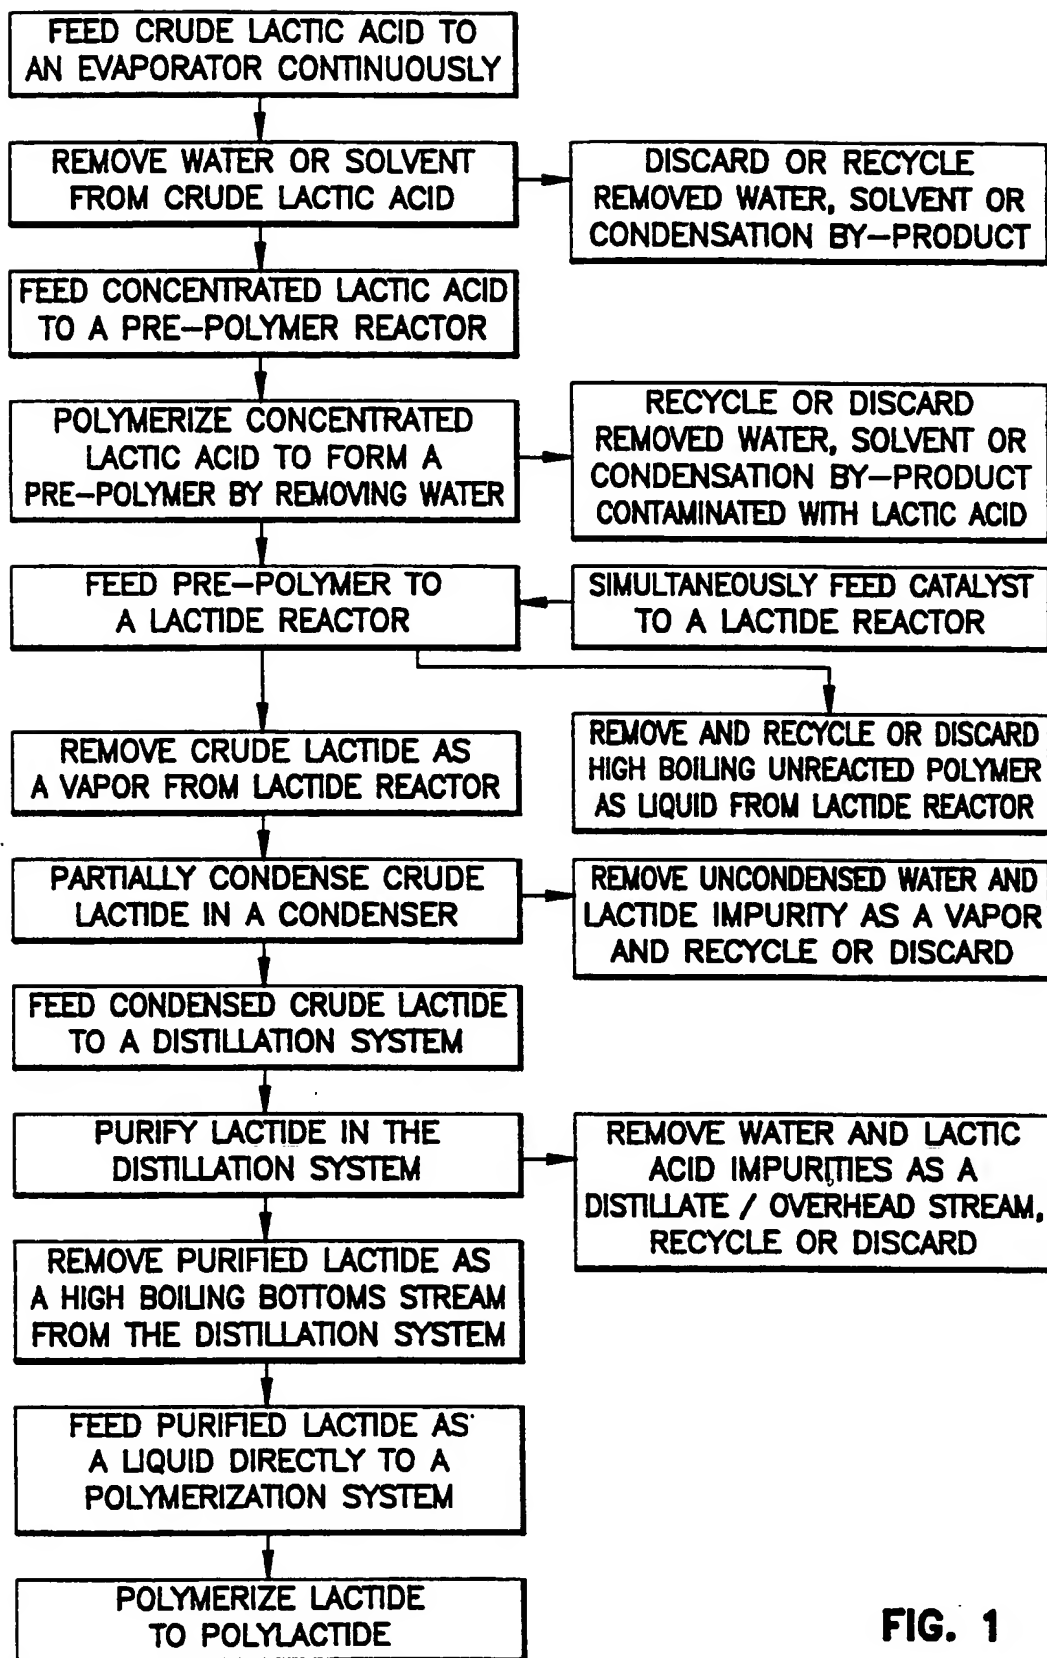 FEED CRUDE LACTIC ACID TO
AN EVAPORATOR CONTINUOUSLY
REMOVE WATER OR SOLVENT
FROM CRUDE LACTIC ACID
DISCARD OR RECYCLE
REMOVED WATER, SOLVENT OR
CONDENSATION BY-PRODUCT
FEED CONCENTRATED LACTIC ACID
TO A PRE-POLYMER REACTOR
POLYMERIZE CONCENTRATED
LACTIC ACID TO FORM A
PRE-POLYMER BY REMOVING WATER
RECYCLE OR DISCARD
REMOVED WATER, SOLVENT OR
CONDENSATION BY-PRODUCT
CONTAMINATED WITH LACTIC ACID
FEED PRE-POLYMER TO
A LACTIDE REACTOR
SIMULTANEOUSLY FEED CATALYST
TO A LACTIDE REACTOR
REMOVE CRUDE LACTIDE AS
A VAPOR FROM LACTIDE REACTOR
REMOVE AND RECYCLE OR DISCARD
HIGH BOILING UNREACTED POLYMER
AS LIQUID FROM LACTIDE REACTOR
PARTIALLY CONDENSE CRUDE
LACTIDE IN A CONDENSER
REMOVE UNCONDENSED WATER AND
LACTIDE IMPURITY AS A VAPOR
AND RECYCLE OR DISCARD
FEED CONDENSED CRUDE LACTIDE
TO A DISTILLATION SYSTEM
PURIFY LACTIDE IN THE
DISTILLATION SYSTEM
REMOVE WATER AND LACTIC
ACID IMPURITIES AS A
DISTILLATE / OVERHEAD STREAM,
RECYCLE OR DISCARD
REMOVE PURIFIED LACTIDE AS
A HIGH BOILING BOTTOMS STREAM
FROM THE DISTILLATION SYSTEM
FEED PURIFIED LACTIDE AS
A LIQUID DIRECTLY TO A
POLYMERIZATION SYSTEM
POLYMERIZE LACTIDE
TO POLYLACTIDE
FIG. 1